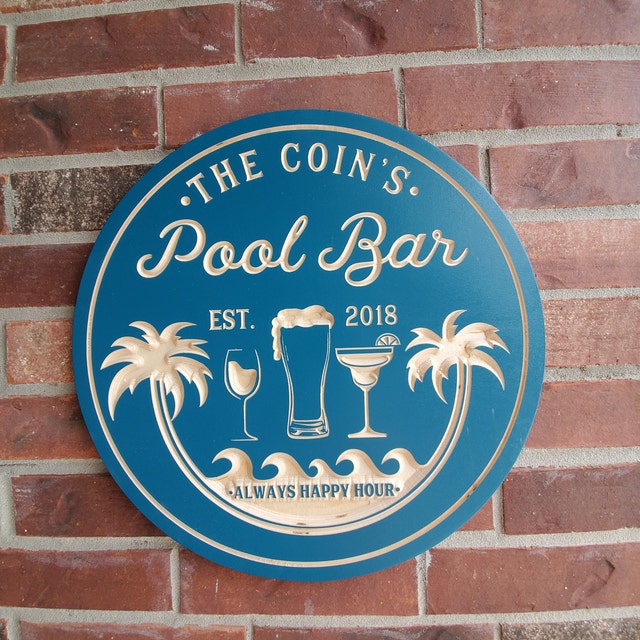 ·THE COIN'S·
Pool Bar
EST. 2018
·ALWAYS HAPPY HOUR·